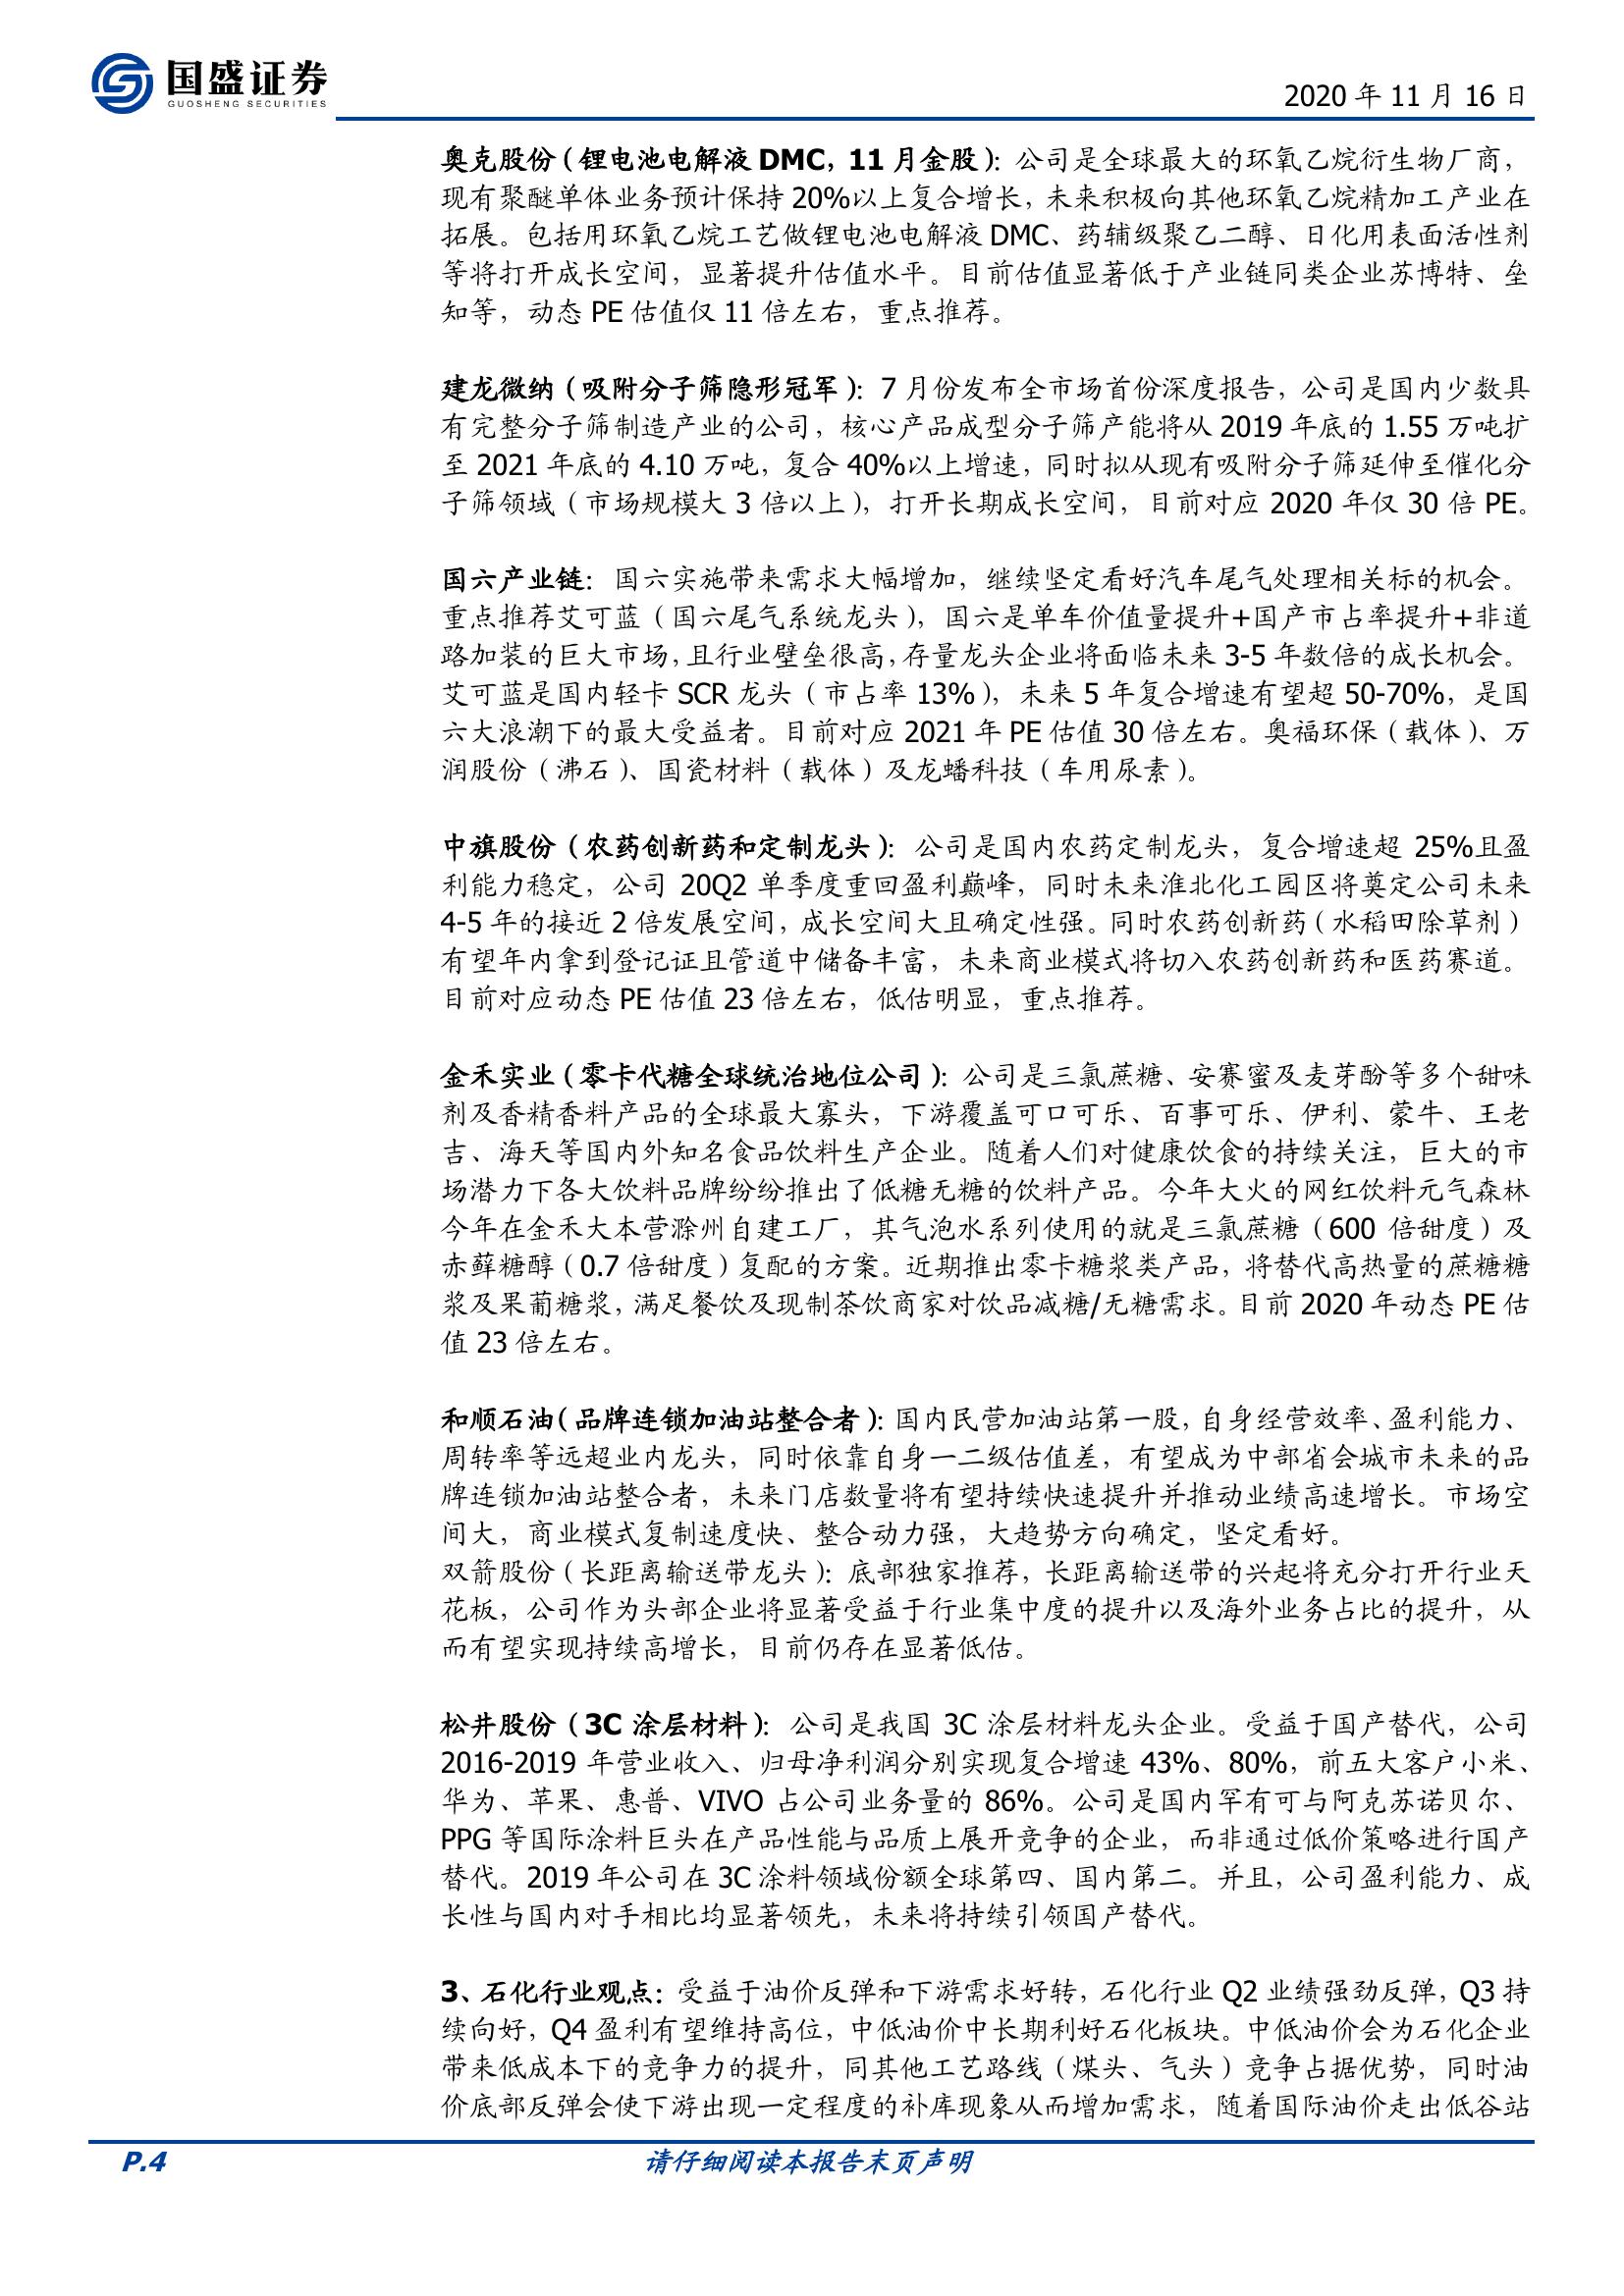 国盛证券
GUOSHENG SECURITIES
2020 年 11 月 16 日
奥克股份（锂电池电解液 DMC，11 月金股）：公司是全球最大的环氧乙烷衍生物厂商，
现有聚醚单体业务预计保持 20%以上复合增长，未来积极向其他环氧乙烷精加工产业在
拓展。包括用环氧乙烷工艺做锂电池电解液 DMC、药辅级聚乙二醇、日化用表面活性剂
等将打开成长空间，显著提升估值水平。目前估值显著低于产业链同类企业苏博特、垒
知等，动态 PE 估值仅 11 倍左右，重点推荐。
建龙微纳（吸附分子筛隐形冠军）：7 月份发布全市场首份深度报告，公司是国内少数具
有完整分子筛制造产业的公司，核心产品成型分子筛产能将从 2019 年底的 1.55 万吨扩
至 2021 年底的 4.10 万吨，复合 40%以上增速，同时拟从现有吸附分子筛延伸至催化分
子筛领域（市场规模大 3 倍以上），打开长期成长空间，目前对应 2020 年仅 30 倍 PE。
国六产业链：国六实施带来需求大幅增加，继续坚定看好汽车尾气处理相关标的机会。
重点推荐艾可蓝（国六尾气系统龙头），国六是单车价值量提升+国产市占率提升+非道
路加装的巨大市场，且行业壁垒很高，存量龙头企业将面临未来 3-5 年数倍的成长机会。
艾可蓝是国内轻卡 SCR 龙头（市占率 13%），未来 5 年复合增速有望超 50-70%，是国
六大浪潮下的最大受益者。目前对应 2021 年 PE 估值 30 倍左右。奥福环保（载体）、万
润股份（沸石）、国瓷材料（载体）及龙蟠科技（车用尿素）。
中旗股份（农药创新药和定制龙头）：公司是国内农药定制龙头，复合增速超 25%且盈
利能力稳定，公司 20Q2 单季度重回盈利巅峰，同时未来淮北化工园区将奠定公司未来
4-5 年的接近 2 倍发展空间，成长空间大且确定性强。同时农药创新药（水稻田除草剂）
有望年内拿到登记证且管道中储备丰富，未来商业模式将切入农药创新药和医药赛道。
目前对应动态 PE 估值 23 倍左右，低估明显，重点推荐。
金禾实业（零卡代糖全球统治地位公司）：公司是三氯蔗糖、安赛蜜及麦芽酚等多个甜味
剂及香精香料产品的全球最大寡头，下游覆盖可口可乐、百事可乐、伊利、蒙牛、王老
吉、海天等国内外知名食品饮料生产企业。随着人们对健康饮食的持续关注，巨大的市
场潜力下各大饮料品牌纷纷推出了低糖无糖的饮料产品。今年大火的网红饮料元气森林
今年在金禾大本营滁州自建工厂，其气泡水系列使用的就是三氯蔗糖（600 倍甜度）及
赤藓糖醇（0.7 倍甜度）复配的方案。近期推出零卡糖浆类产品，将替代高热量的蔗糖糖
浆及果葡糖浆，满足餐饮及现制茶饮商家对饮品减糖/无糖需求。目前 2020 年动态 PE 估
值 23 倍左右。
和顺石油（品牌连锁加油站整合者）：国内民营加油站第一股，自身经营效率、盈利能力、
周转率等远超业内龙头，同时依靠自身一二级估值差，有望成为中部省会城市未来的品
牌连锁加油站整合者，未来门店数量将有望持续快速提升并推动业绩高速增长。市场空
间大，商业模式复制速度快、整合动力强，大趋势方向确定，坚定看好。
双箭股份（长距离输送带龙头）：底部独家推荐，长距离输送带的兴起将充分打开行业天
花板，公司作为头部企业将显著受益于行业集中度的提升以及海外业务占比的提升，从
而有望实现持续高增长，目前仍存在显著低估。
松井股份（3C 涂层材料）：公司是我国 3C 涂层材料龙头企业。受益于国产替代，公司
2016-2019 年营业收入、归母净利润分别实现复合增速 43%、80%，前五大客户小米、
华为、苹果、惠普、VIVO 占公司业务量的 86%。公司是国内罕有可与阿克苏诺贝尔、
PPG 等国际涂料巨头在产品性能与品质上展开竞争的企业，而非通过低价策略进行国产
替代。2019 年公司在 3C 涂料领域份额全球第四、国内第二。并且，公司盈利能力、成
长性与国内对手相比均显著领先，未来将持续引领国产替代。
3、石化行业观点：受益于油价反弹和下游需求好转，石化行业 Q2 业绩强劲反弹，Q3 持
续向好，Q4 盈利有望维持高位，中低油价中长期利好石化板块。中低油价会为石化企业
带来低成本下的竞争力的提升，同其他工艺路线（煤头、气头）竞争占据优势，同时油
价底部反弹会使下游出现一定程度的补库现象从而增加需求，随着国际油价走出低谷站
P.4
请仔细阅读本报告末页声明